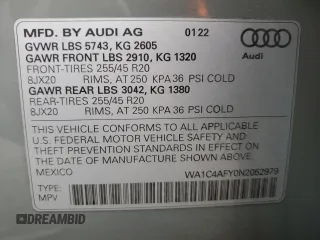 MFD. BY AUDI AG 0122
GVWR LBS 5743, KG 2605
GAWR FRONT LBS 2910, KG 1320
FRONT-TIRES 255/45 R20
8JX20 RIMS, AT 250 KPA 36 PSI COLD
GAWR REAR LBS 3042, KG 1380
REAR-TIRES 255/45 R20
8JX20 RIMS, AT 250 KPA 36 PSI COLD
Audi
THIS VEHICLE CONFORMS TO ALL APPLICABLE
U.S. FEDERAL MOTOR VEHICLE SAFETY AND
THEFT PREVENTION STANDARDS IN EFFECT
ON THE DATE OF MANUFACTURE SHOWN ABOVE.
MEXICO
WA1C4AFY0N2062979
TYPE:
MPV
DREAMBID